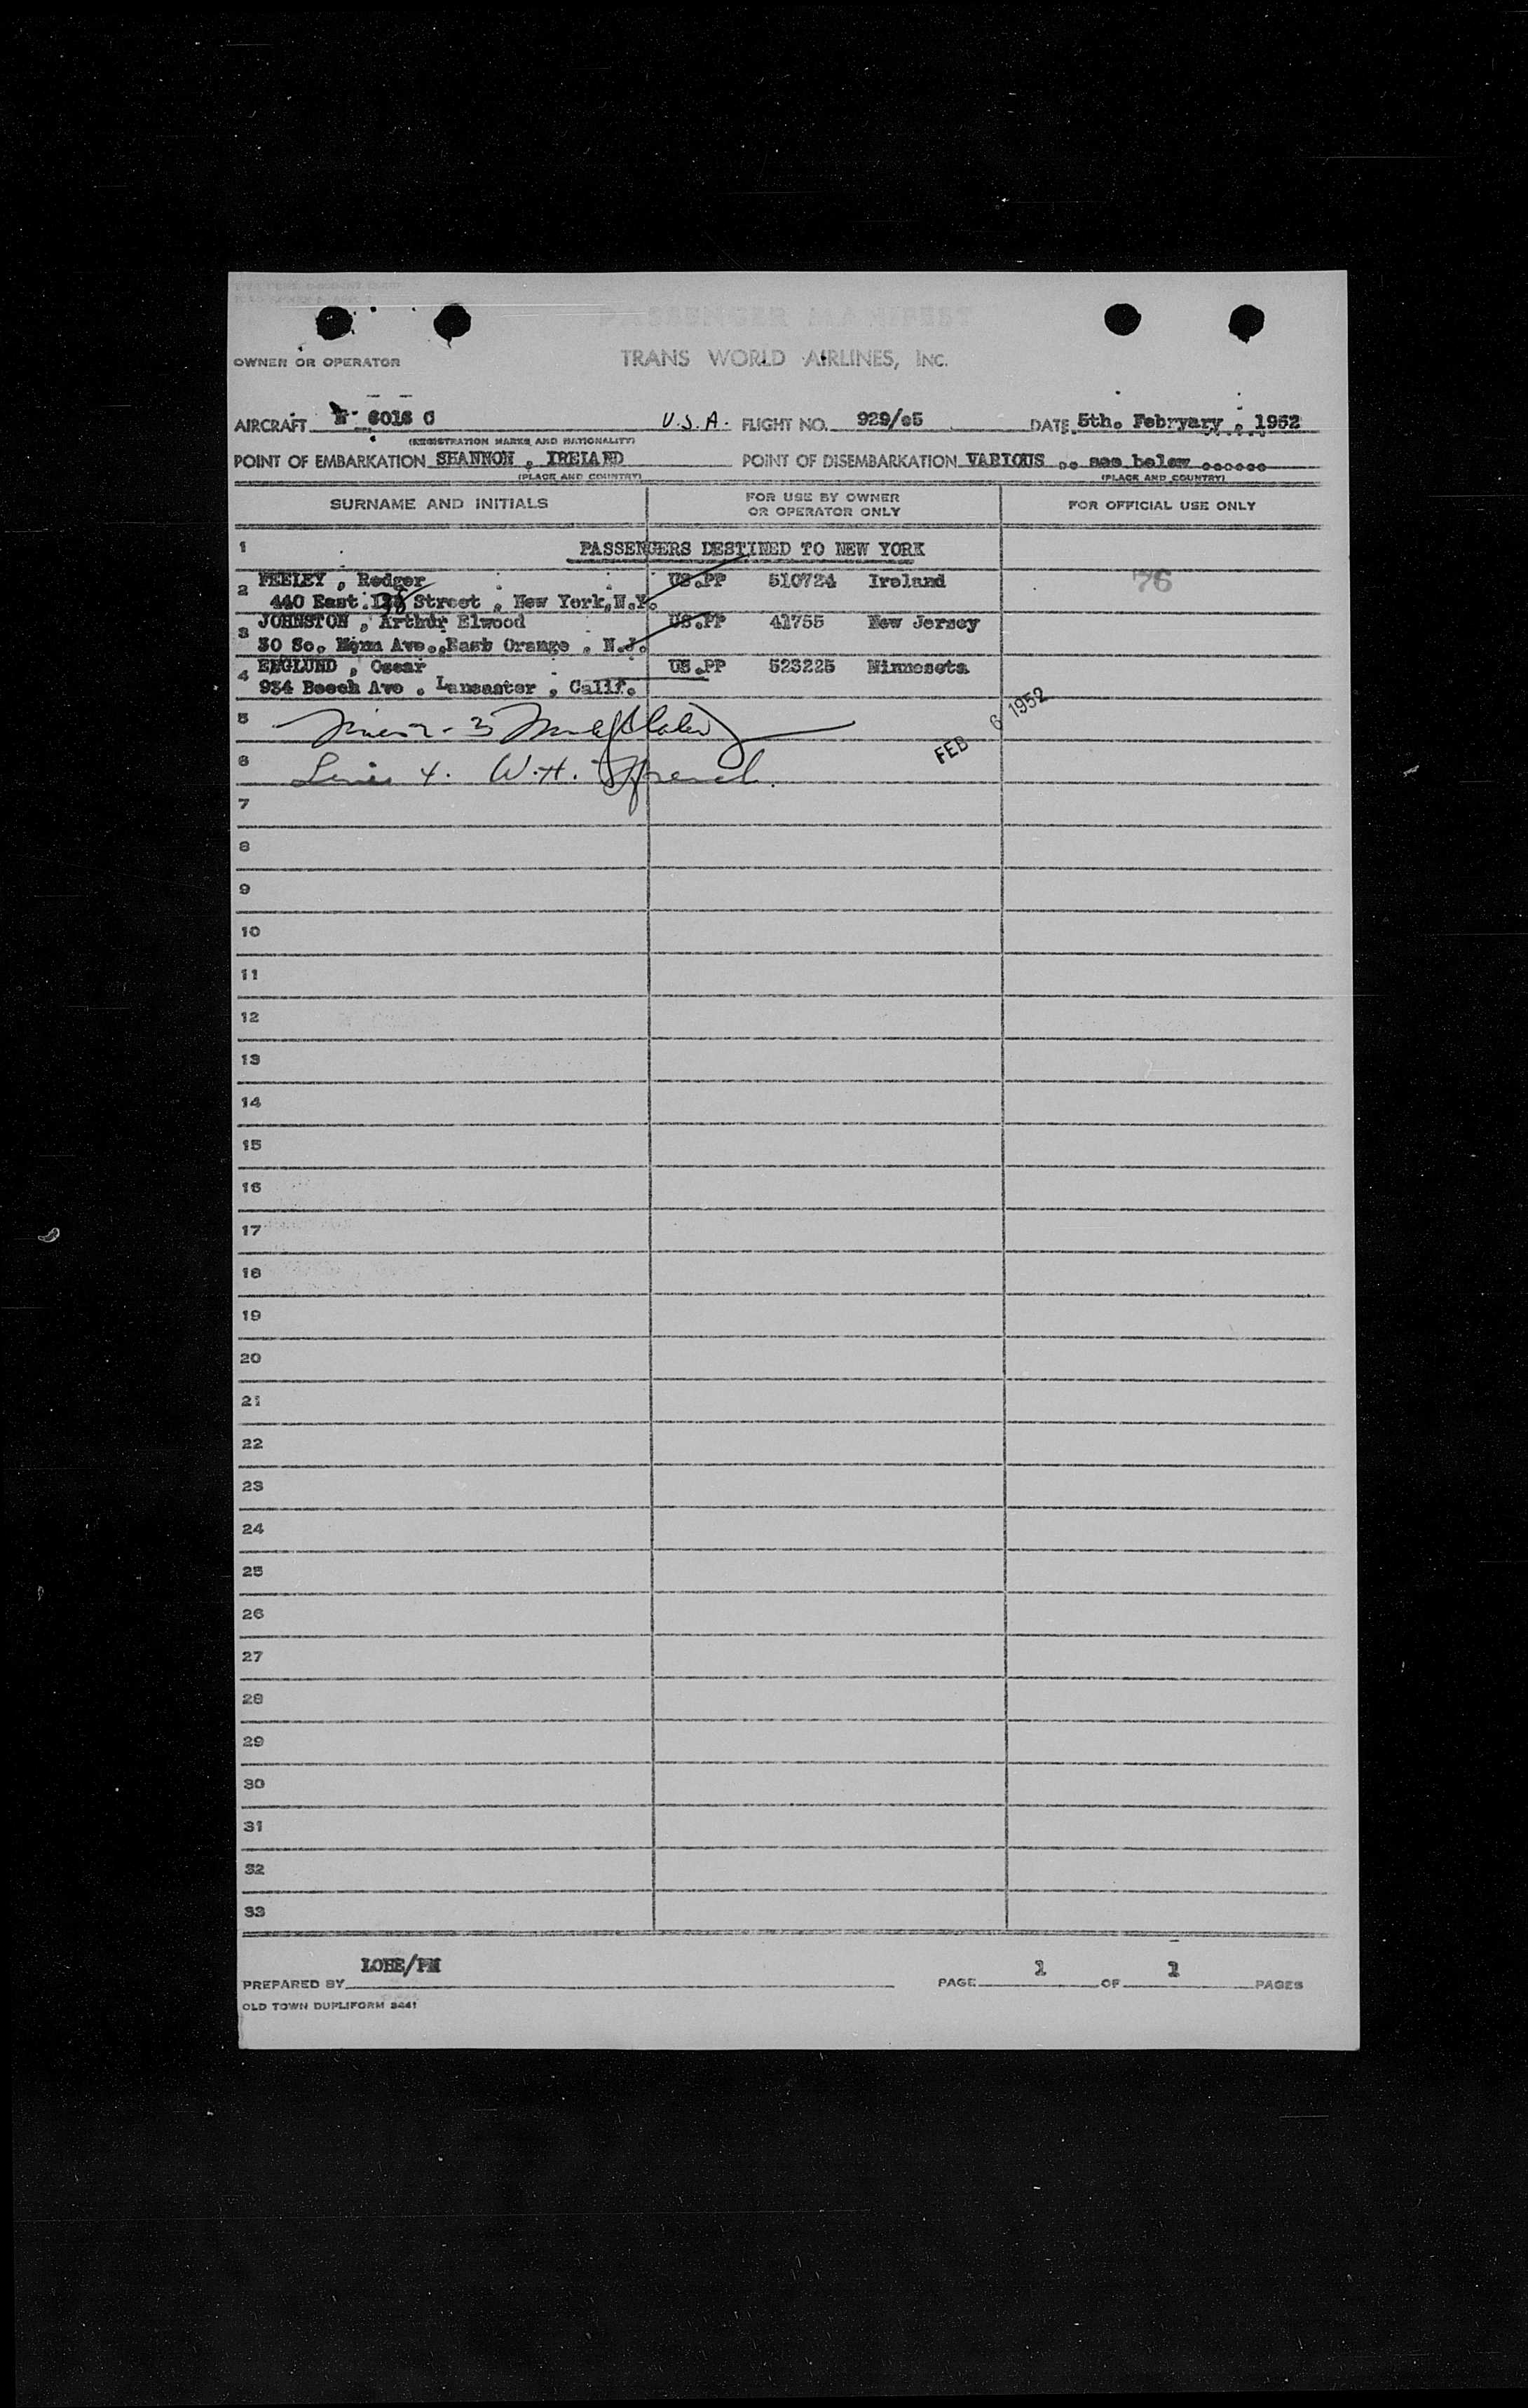 PASSENGER MANIFEST
OWNER OR OPERATOR TRANS WORLD AIRLINES, INC.
AIRCRAFT N 6016 C U.S.A. FLIGHT NO. 929/05 DATE 5th. Februyary , 1952
(REGISTRATION MARKS AND NATIONALITY)
POINT OF EMBARKATION SHANNON , IRELAND POINT OF DISEMBARKATION VARIOUS .. see below ......
(PLACE AND COUNTRY) (PLACE AND COUNTRY)
SURNAME AND INITIALS FOR USE BY OWNER OR OPERATOR ONLY FOR OFFICIAL USE ONLY
1 PASSENGERS DESTINED TO NEW YORK
2 FEELEY , Rodger US.PP 510724 Ireland 76
440 East Street , New York,N.Y.
3 JOHNSTON , Arthur Elwood US.PP 41755 New Jersey
30 So. Munn Ave.,East Orange , N.J.
4 ENGLUND , Oscar US.PP 523225 Minnesota
934 Beech Ave . Lancaster , Calif.
5 FEB 6 1952
6 4. W.H.
7
8
9
10
11
12
13
14
15
16
17
18
19
20
21
22
23
24
25
26
27
28
29
30
31
32
33
PREPARED BY LOHE/PM PAGE 1 OF 1 PAGES
OLD TOWN DUPLIFORM 8441